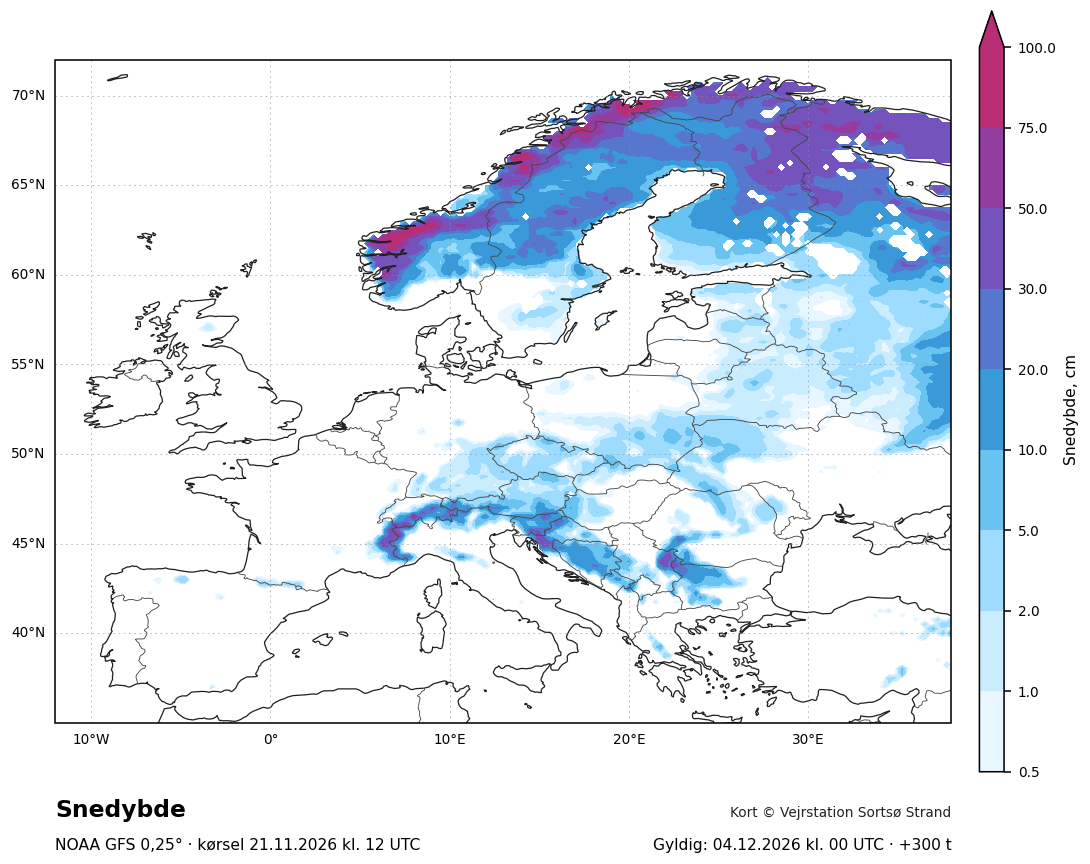 100.0
75.0
50.0
30.0
20.0
10.0
5.0
2.0
1.0
0.5
Snedybde, cm
70°N
65°N
60°N
55°N
50°N
45°N
40°N
10°W 0° 10°E 20°E 30°E
Snedybde
Kort © Vejrstation Sortsø Strand
NOAA GFS 0,25° · kørsel 21.11.2026 kl. 12 UTC
Gyldig: 04.12.2026 kl. 00 UTC · +300 t